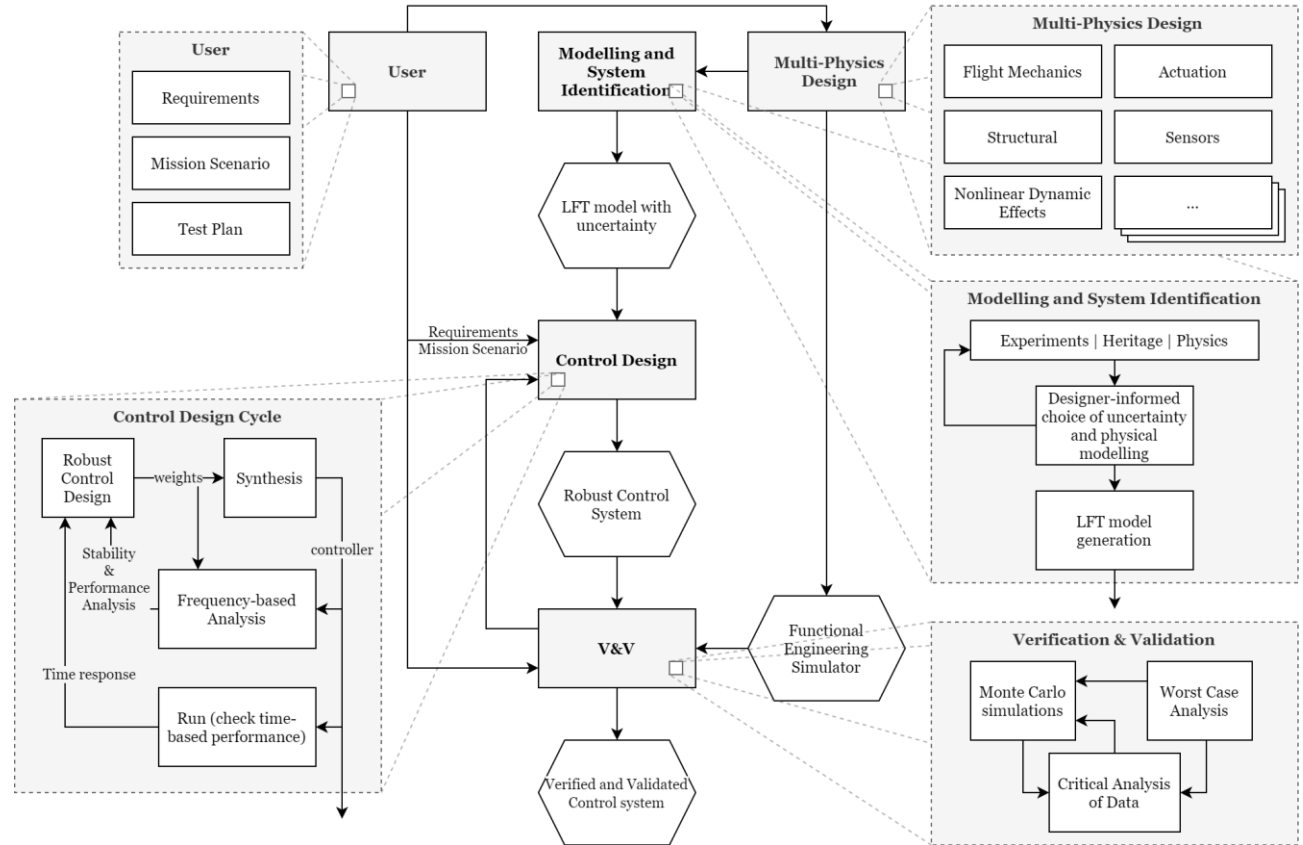 User
Requirements
Mission Scenario
Test Plan
User
Modelling and
System
Identification
Multi-Physics
Design
Multi-Physics Design
Flight Mechanics
Actuation
Structural
Sensors
Nonlinear Dynamic
Effects
...
LFT model with
uncertainty
Requirements
Mission Scenario
Control Design
Modelling and System Identification
Experiments | Heritage | Physics
Designer-informed
choice of uncertainty
and physical
modelling
LFT model
generation
Control Design Cycle
Robust
Control
Design
weights
Synthesis
controller
Stability
&
Performance
Analysis
Frequency-based
Analysis
Time response
Run (check time-
based performance)
Robust Control
System
V&V
Functional
Engineering
Simulator
Verified and Validated
Control system
Verification & Validation
Monte Carlo
simulations
Worst Case
Analysis
Critical Analysis
of Data